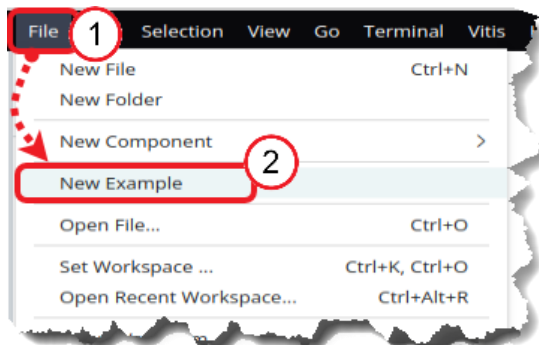 File 1 Selection View Go Terminal Vitis
New File Ctrl+N
New Folder
New Component >
2
New Example
Open File... Ctrl+O
Set Workspace ... Ctrl+K, Ctrl+O
Open Recent Workspace... Ctrl+Alt+R